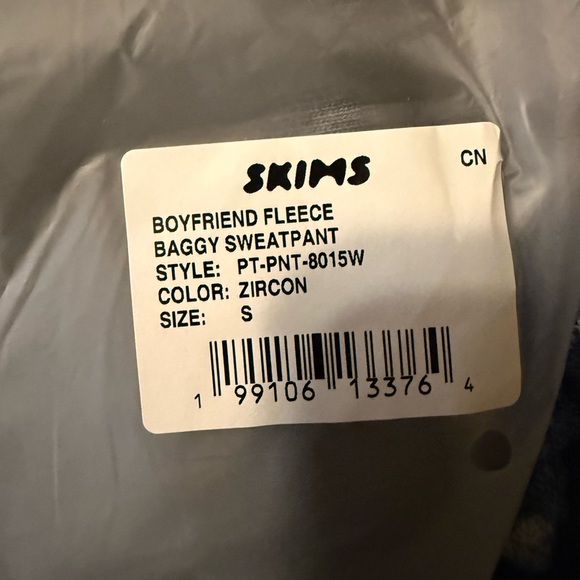 SKIMS
CN
BOYFRIEND FLEECE
BAGGY SWEATPANT
STYLE: PT-PNT-8015W
COLOR: ZIRCON
SIZE: S
1 99106 13376 4